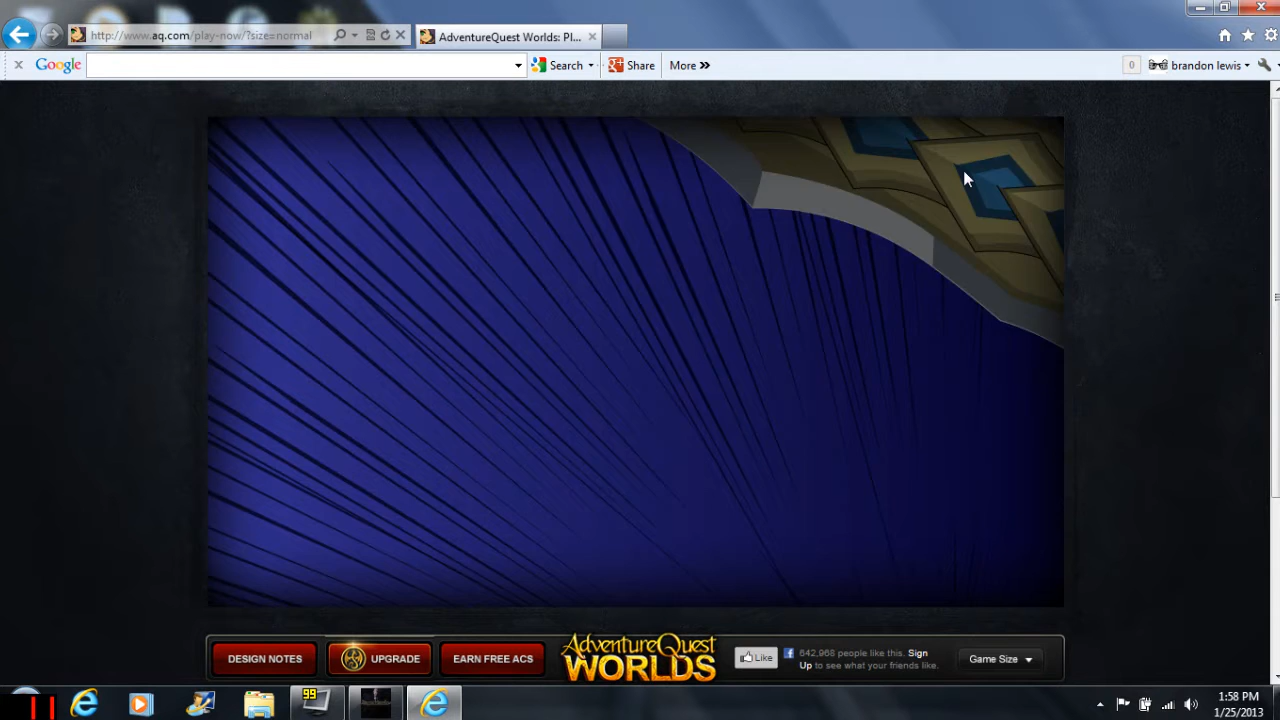 http://www.aq.com/play-now/?size=normal
AdventureQuest Worlds: Pl...
Google
Search
Share
More »
0
brandon lewis
DESIGN NOTES
UPGRADE
EARN FREE ACS
AdventureQuest
WORLDS
Like
642,968 people like this. Sign
Up to see what your friends like.
Game Size
99
1:58 PM
1/25/2013